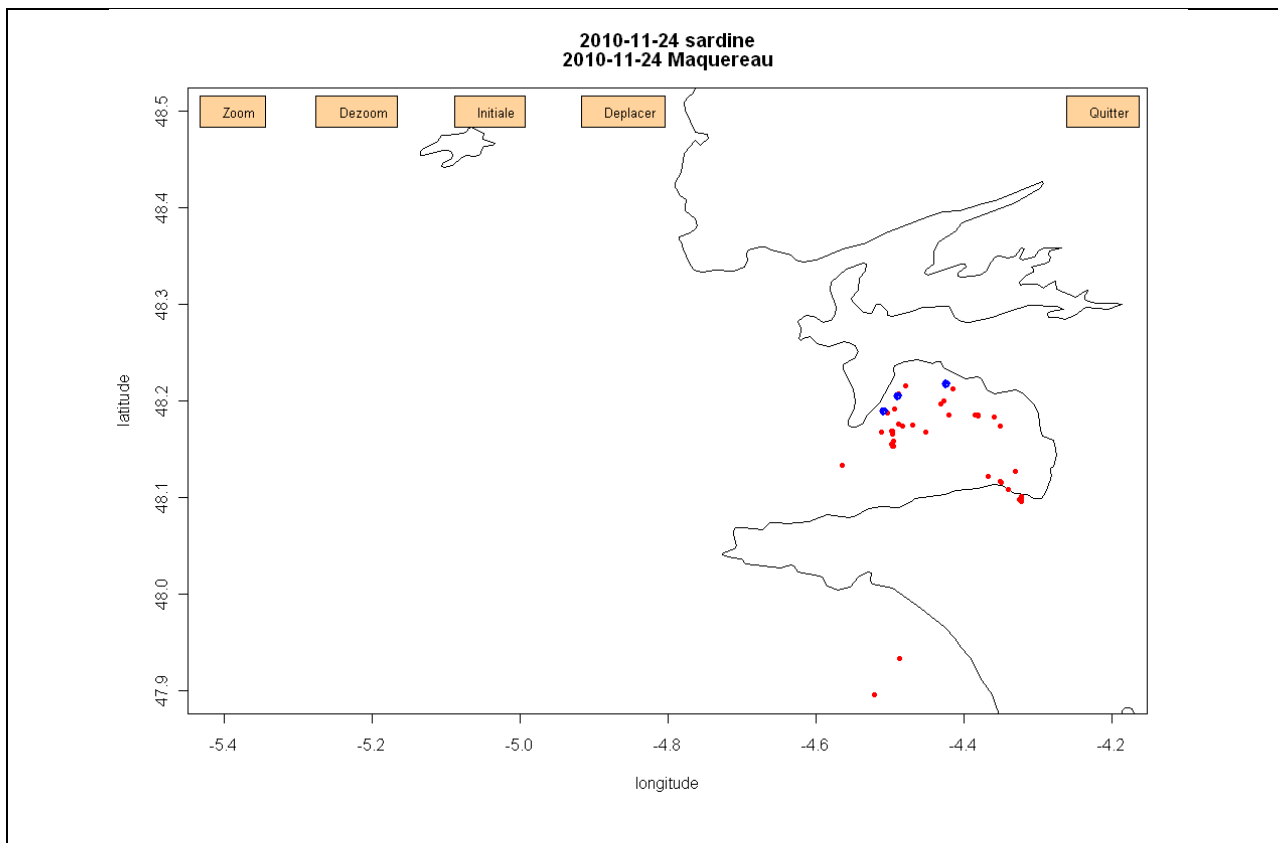 2010-11-24 sardine
2010-11-24 Maquereau
Zoom
Dezoom
Initiale
Deplacer
Quitter
latitude
48.5
48.4
48.3
48.2
48.1
48.0
47.9
-5.4
-5.2
-5.0
-4.8
-4.6
-4.4
-4.2
longitude